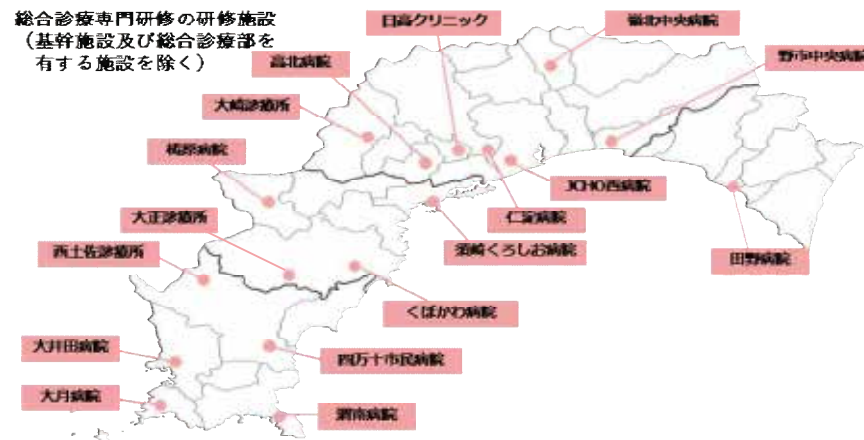 総合診療専門研修の研修施設
（基幹施設及び総合診療部を
有する施設を除く）
日高クリニック
嶺北中央病院
野市中央病院
高北病院
大崎診療所
梼原病院
JCHO西病院
仁淀病院
大正診療所
須崎くろしお病院
田野病院
西土佐診療所
くぼかわ病院
大井田病院
四万十市民病院
大月病院
渭南病院